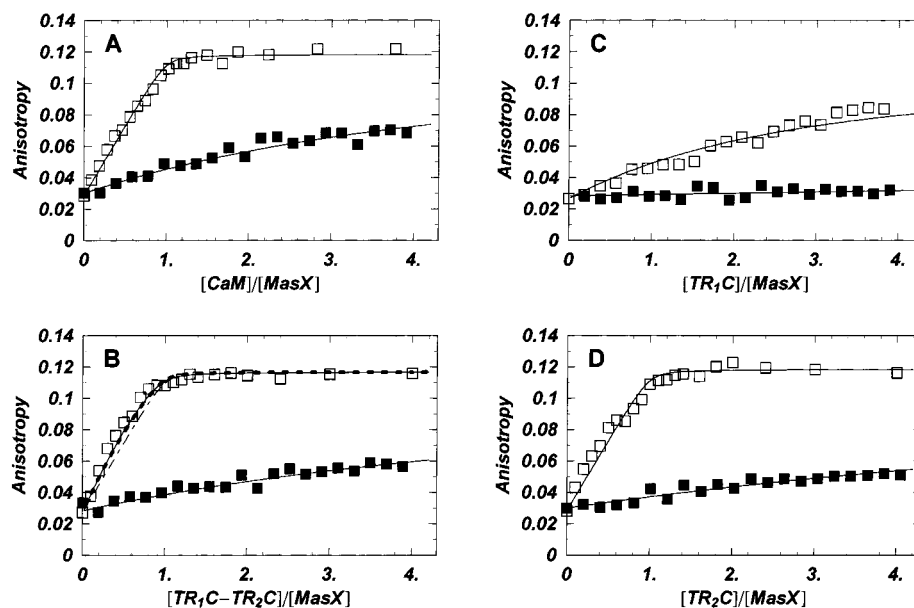 A
Anisotropy
0.14
0.12
0.1
0.08
0.06
0.04
0.02
0
0 1. 2. 3. 4.
[CaM]/[MasX]
C
Anisotropy
0.14
0.12
0.1
0.08
0.06
0.04
0.02
0
0 1. 2. 3. 4.
[TR₁C]/[MasX]
B
Anisotropy
0.14
0.12
0.1
0.08
0.06
0.04
0.02
0
0 1. 2. 3. 4.
[TR₁C–TR₂C]/[MasX]
D
Anisotropy
0.14
0.12
0.1
0.08
0.06
0.04
0.02
0
0 1. 2. 3. 4.
[TR₂C]/[MasX]